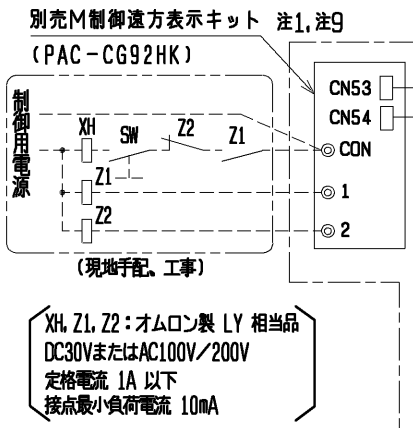 別売M制御遠方表示キット 注1,注9
(PAC-CG92HK)
制御用電源
XH SW Z2 Z1
Z1
Z2
CN53
CN54
CON
1
2
(現地手配、工事)
XH, Z1, Z2:オムロン製 LY 相当品
DC30VまたはAC100V/200V
定格電流 1A 以下
接点最小負荷電流 10mA